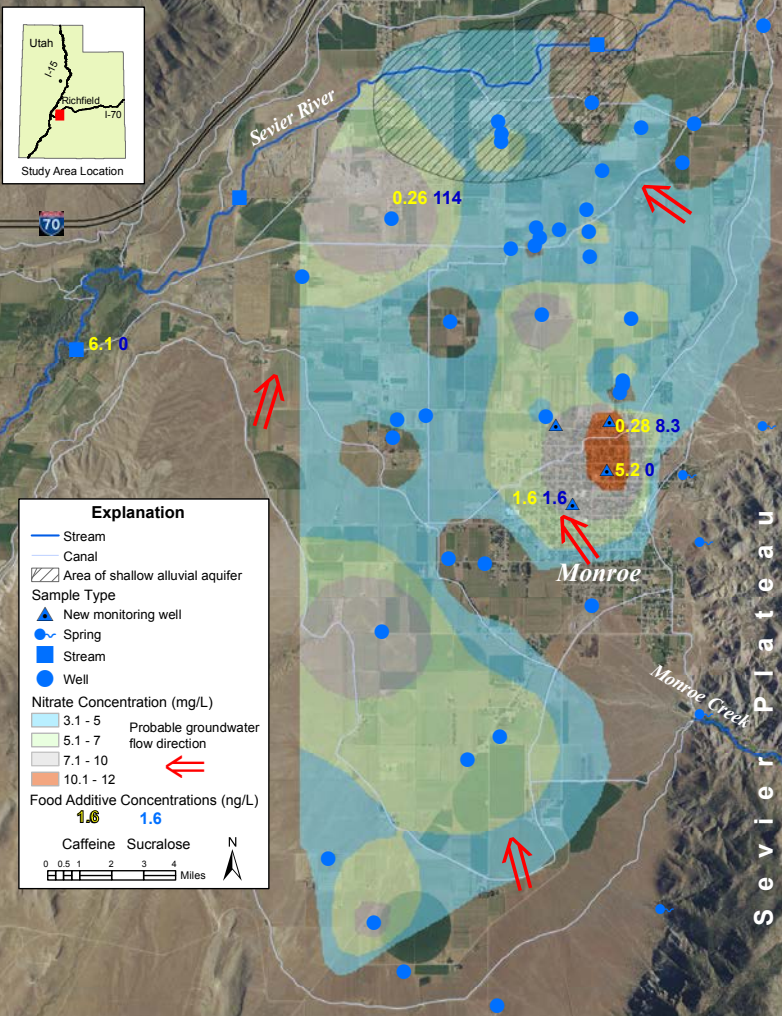 Utah
I-15
Richfield
I-70
Study Area Location
70
Sevier River
0.26 114
6.1 0
0.28 8.3
5.2 0
1.6 1.6
Monroe
Monroe Creek
Sevier Plateau
Explanation
Stream
Canal
Area of shallow alluvial aquifer
Sample Type
New monitoring well
Spring
Stream
Well
Nitrate Concentration (mg/L)
3.1 - 5
5.1 - 7
7.1 - 10
10.1 - 12
Probable groundwater
flow direction
Food Additive Concentrations (ng/L)
1.6 1.6
Caffeine Sucralose
N
0 0.5 1 2 3 4
Miles